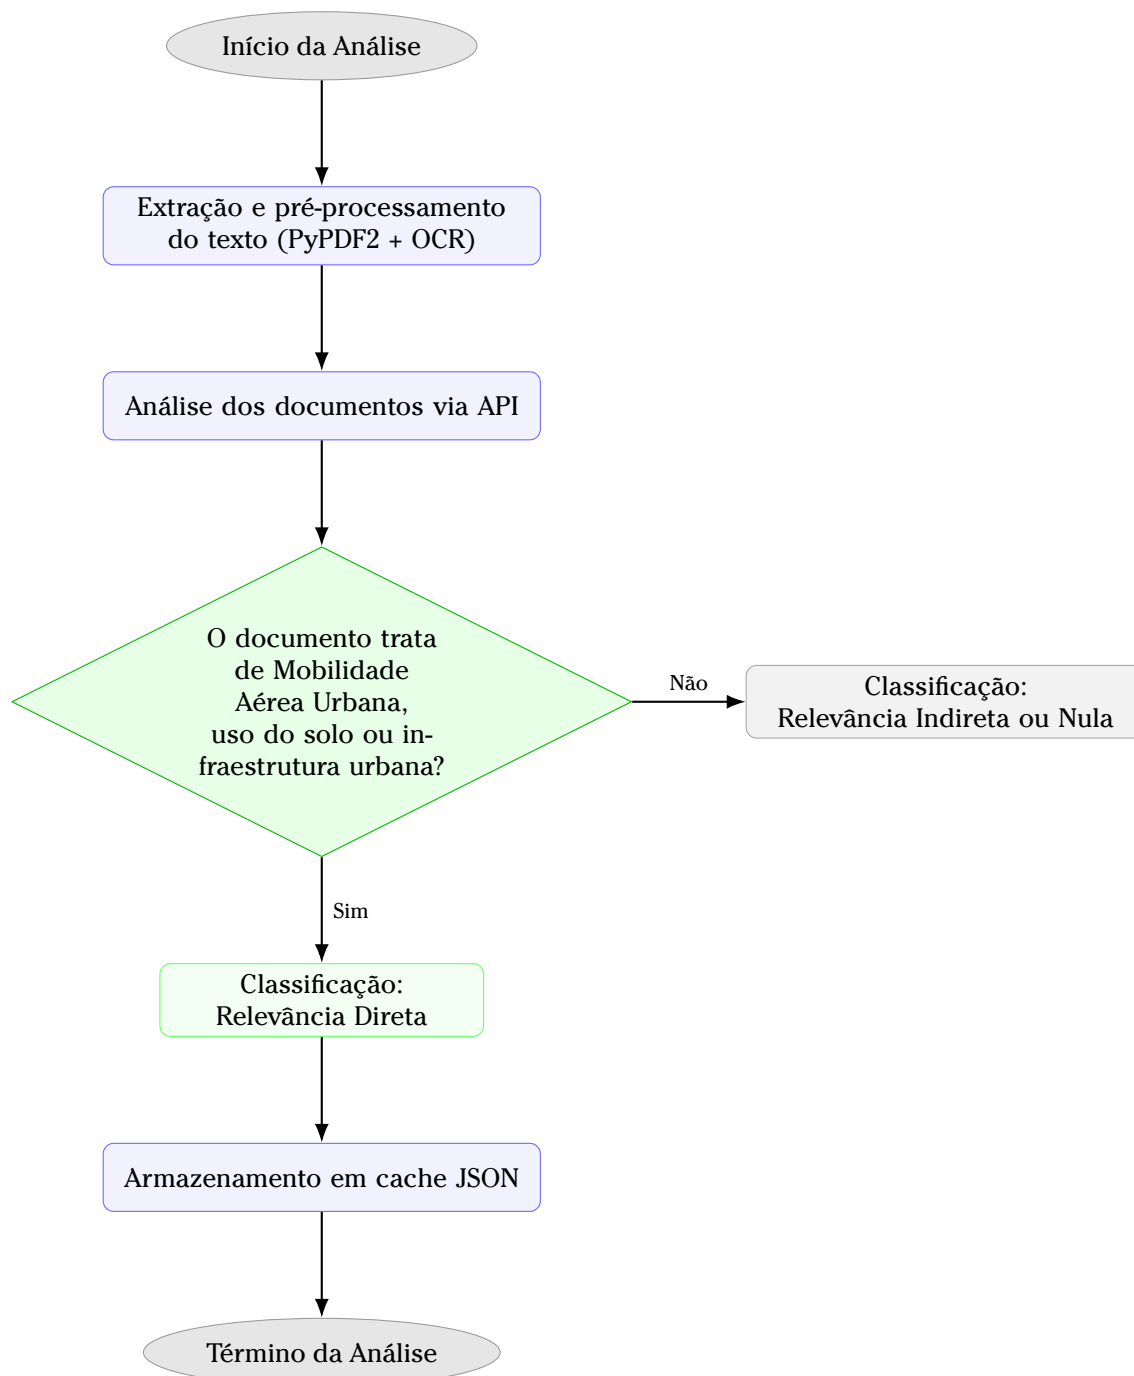 Início da Análise
Extração e pré-processamento
do texto (PyPDF2 + OCR)
Análise dos documentos via API
O documento trata
de Mobilidade
Aérea Urbana,
uso do solo ou in-
fraestrutura urbana?
Não
Classificação:
Relevância Indireta ou Nula
Sim
Classificação:
Relevância Direta
Armazenamento em cache JSON
Término da Análise